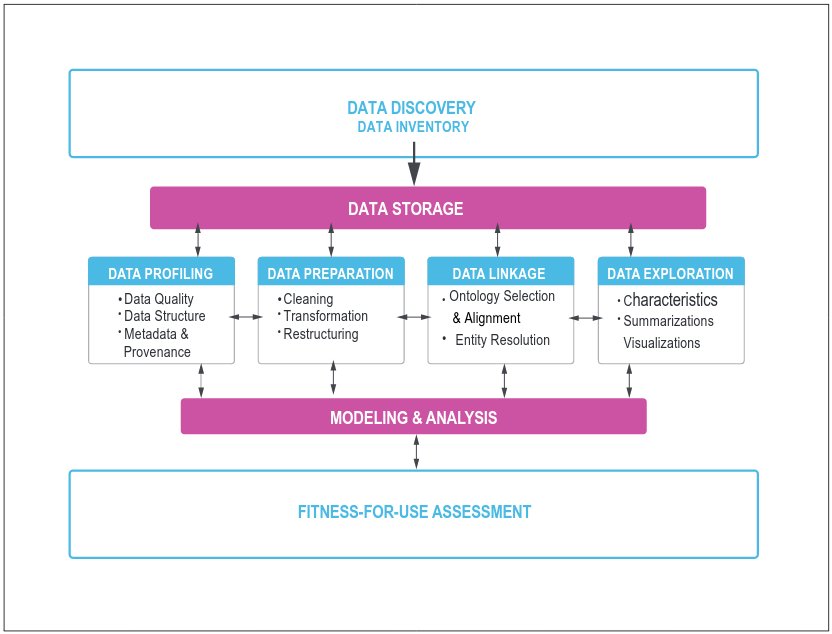 DATA DISCOVERY
DATA INVENTORY
DATA STORAGE
DATA PROFILING
• Data Quality
• Data Structure
• Metadata &
Provenance
DATA PREPARATION
• Cleaning
• Transformation
• Restructuring
DATA LINKAGE
• Ontology Selection
& Alignment
• Entity Resolution
DATA EXPLORATION
• Characteristics
• Summarizations
Visualizations
MODELING & ANALYSIS
FITNESS-FOR-USE ASSESSMENT